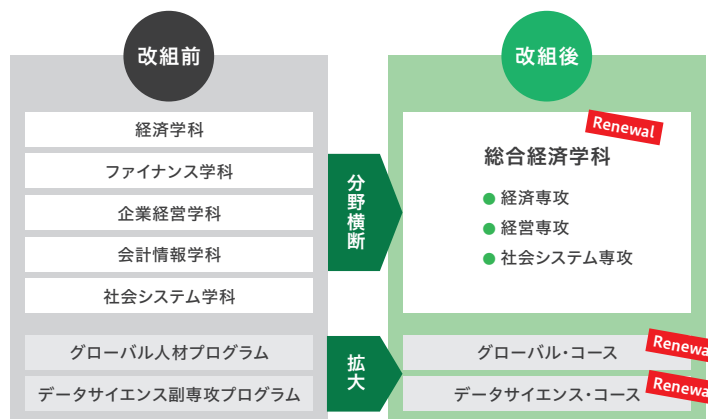 改組前
経済学科
ファイナンス学科
企業経営学科
会計情報学科
社会システム学科
グローバル人材プログラム
データサイエンス副専攻プログラム
分野横断
拡大
改組後
Renewal
総合経済学科
経済専攻
経営専攻
社会システム専攻
グローバル・コース
Renewal
データサイエンス・コース
Renewal